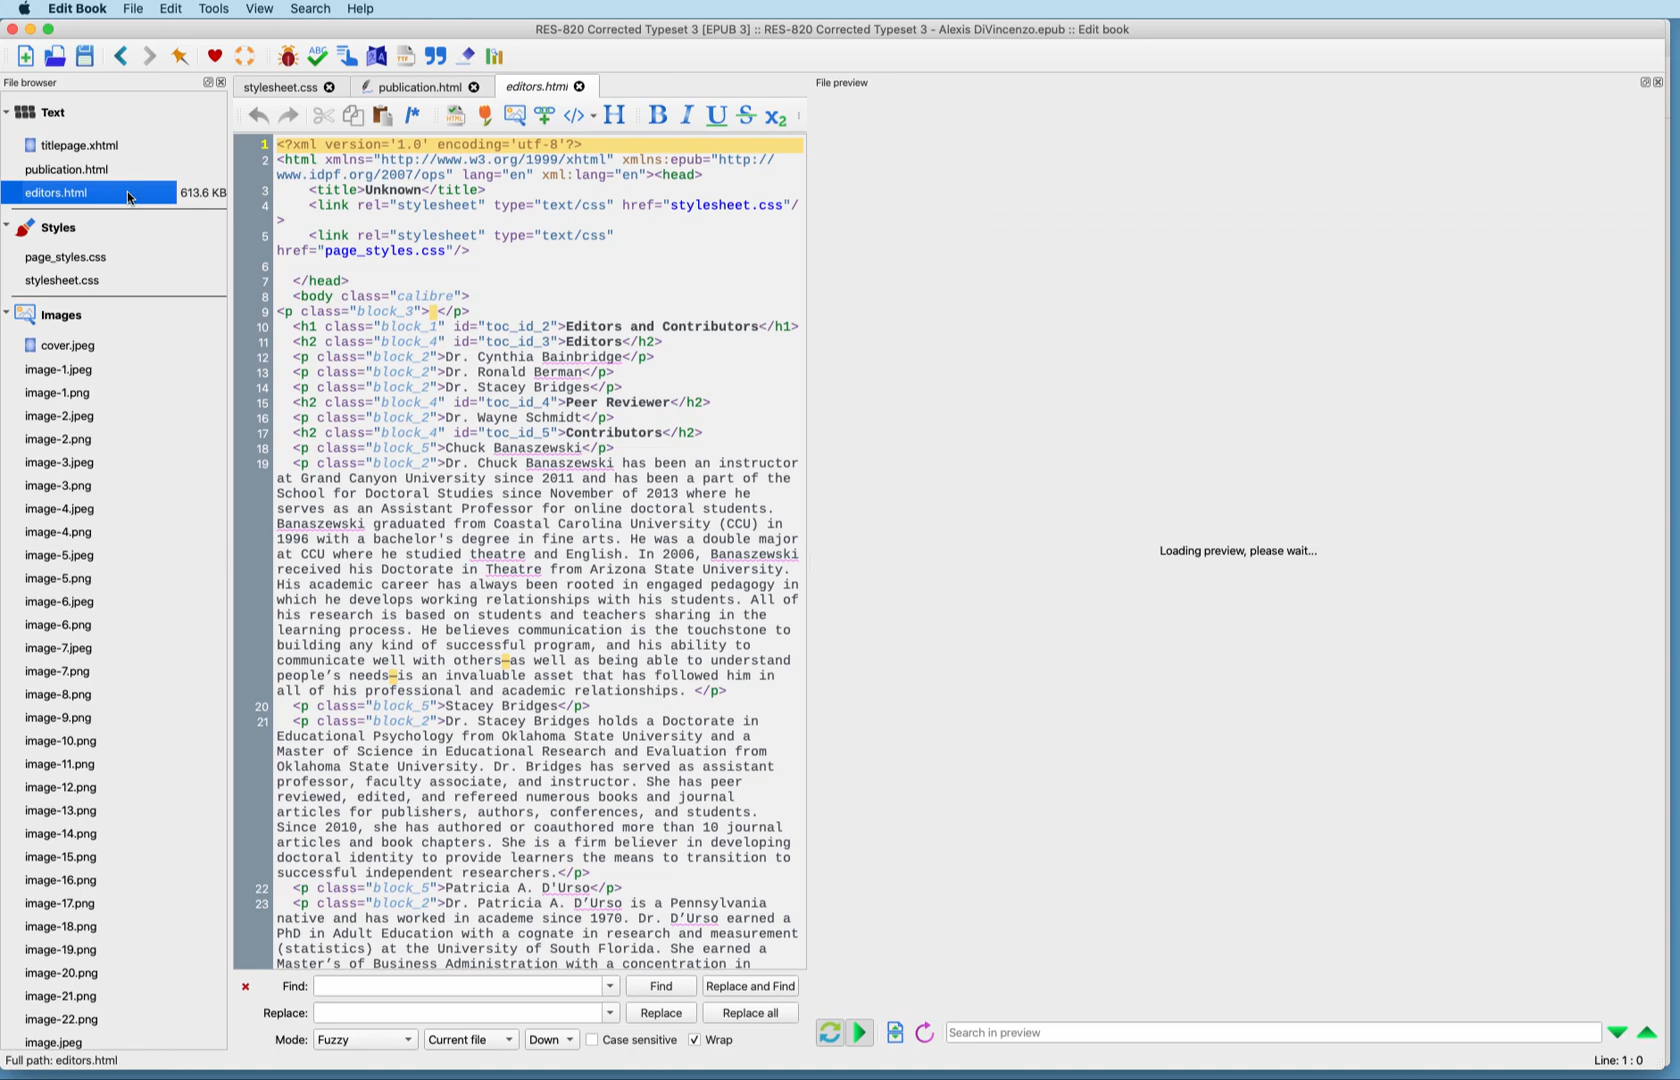 Edit Book File Edit Tools View Search Help
RES-820 Corrected Typeset 3 [EPUB 3] :: RES-820 Corrected Typeset 3 - Alexis DiVincenzo.epub :: Edit book
File browser
Text
titlepage.xhtml
publication.html
editors.html 613.6 KB
Styles
page_styles.css
stylesheet.css
Images
cover.jpeg
image-1.jpeg
image-1.png
image-2.jpeg
image-2.png
image-3.jpeg
image-3.png
image-4.jpeg
image-4.png
image-5.jpeg
image-5.png
image-6.jpeg
image-6.png
image-7.jpeg
image-7.png
image-8.png
image-9.png
image-10.png
image-11.png
image-12.png
image-13.png
image-14.png
image-15.png
image-16.png
image-17.png
image-18.png
image-19.png
image-20.png
image-21.png
image-22.png
image.jpeg
Full path: editors.html
stylesheet.css publication.html editors.html
H B I U S X₂
1 <?xml version='1.0' encoding='utf-8'?>
2 <html xmlns="http://www.w3.org/1999/xhtml" xmlns:epub="http://
www.idpf.org/2007/ops" lang="en" xml:lang="en"><head>
3 <title>Unknown</title>
4 <link rel="stylesheet" type="text/css" href="stylesheet.css"/
>
5 <link rel="stylesheet" type="text/css"
href="page_styles.css"/>
6
7 </head>
8 <body class="calibre">
9 <p class="block_3"> </p>
10 <h1 class="block_1" id="toc_id_2">Editors and Contributors</h1>
11 <h2 class="block_4" id="toc_id_3">Editors</h2>
12 <p class="block_2">Dr. Cynthia Bainbridge</p>
13 <p class="block_2">Dr. Ronald Berman</p>
14 <p class="block_2">Dr. Stacey Bridges</p>
15 <h2 class="block_4" id="toc_id_4">Peer Reviewer</h2>
16 <p class="block_2">Dr. Wayne Schmidt</p>
17 <h2 class="block_4" id="toc_id_5">Contributors</h2>
18 <p class="block_5">Chuck Banaszewski</p>
19 <p class="block_2">Dr. Chuck Banaszewski has been an instructor
at Grand Canyon University since 2011 and has been a part of the
School for Doctoral Studies since November of 2013 where he
serves as an Assistant Professor for online doctoral students.
Banaszewski graduated from Coastal Carolina University (CCU) in
1996 with a bachelor's degree in fine arts. He was a double major
at CCU where he studied theatre and English. In 2006, Banaszewski
received his Doctorate in Theatre from Arizona State University.
His academic career has always been rooted in engaged pedagogy in
which he develops working relationships with his students. All of
his research is based on students and teachers sharing in the
learning process. He believes communication is the touchstone to
building any kind of successful program, and his ability to
communicate well with others—as well as being able to understand
people’s needs—is an invaluable asset that has followed him in
all of his professional and academic relationships. </p>
20 <p class="block_5">Stacey Bridges</p>
21 <p class="block_2">Dr. Stacey Bridges holds a Doctorate in
Educational Psychology from Oklahoma State University and a
Master of Science in Educational Research and Evaluation from
Oklahoma State University. Dr. Bridges has served as assistant
professor, faculty associate, and instructor. She has peer
reviewed, edited, and refereed numerous books and journal
articles for publishers, authors, conferences, and students.
Since 2010, she has authored or coauthored more than 10 journal
articles and book chapters. She is a firm believer in developing
doctoral identity to provide learners the means to transition to
successful independent researchers.</p>
22 <p class="block_5">Patricia A. D'Urso</p>
23 <p class="block_2">Dr. Patricia A. D’Urso is a Pennsylvania
native and has worked in academe since 1970. Dr. D’Urso earned a
PhD in Adult Education with a cognate in research and measurement
(statistics) at the University of South Florida. She earned a
Master’s of Business Administration with a concentration in
Find: Find Replace and Find
Replace: Replace Replace all
Mode: Fuzzy Current file Down Case sensitive Wrap
File preview
Loading preview, please wait...
Search in preview
Line: 1 : 0